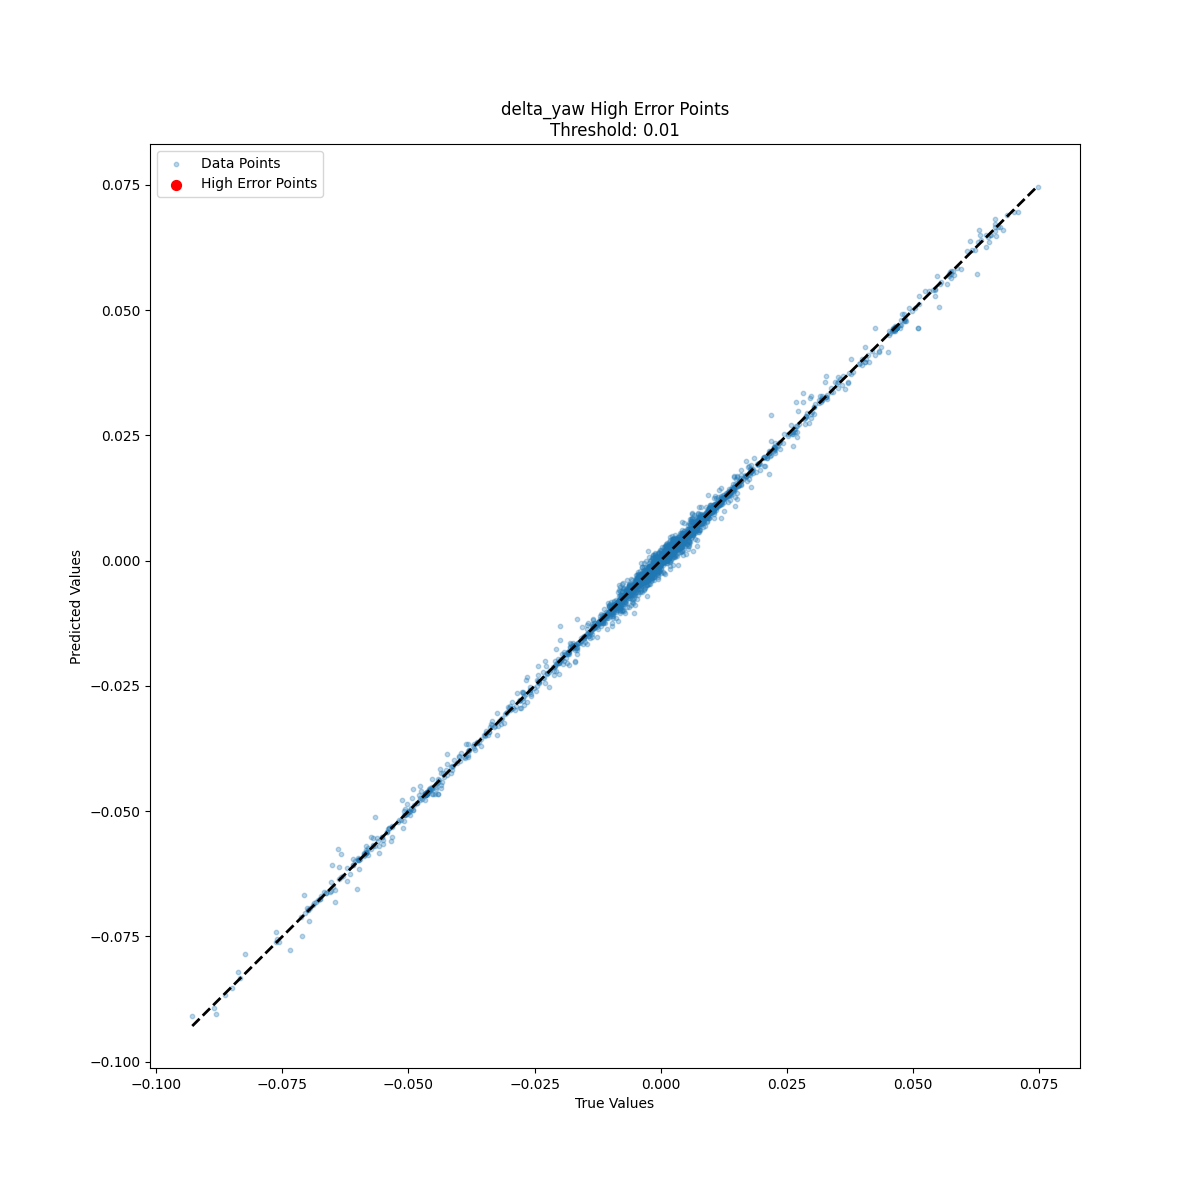 delta_yaw High Error Points
Threshold: 0.01
Data Points
High Error Points
0.075
0.050
0.025
0.000
−0.025
−0.050
−0.075
−0.100
Predicted Values
−0.100
−0.075
−0.050
−0.025
0.000
0.025
0.050
0.075
True Values